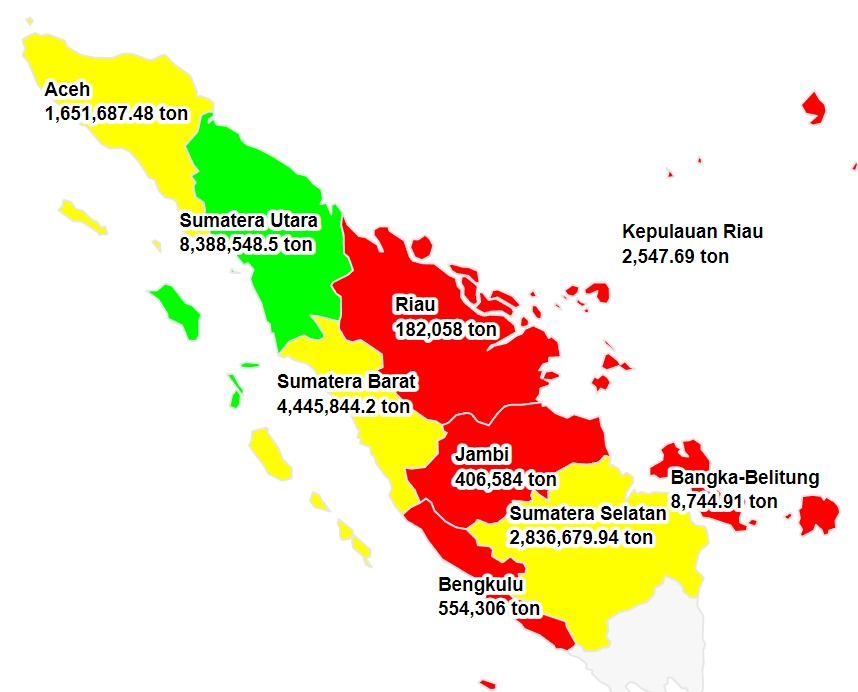 Aceh
1,651,687.48 ton
Sumatera Utara
8,388,548.5 ton
Kepulauan Riau
2,547.69 ton
Riau
182,058 ton
Sumatera Barat
4,445,844.2 ton
Jambi
406,584 ton
Bangka-Belitung
8,744.91 ton
Sumatera Selatan
2,836,679.94 ton
Bengkulu
554,306 ton